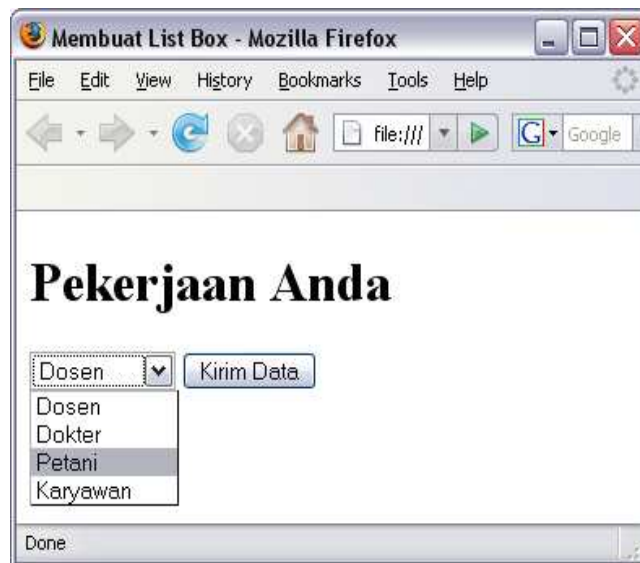 Membuat List Box - Mozilla Firefox
File Edit View History Bookmarks Tools Help
file:/// G Google
Pekerjaan Anda
Dosen Kirim Data
Dosen
Dokter
Petani
Karyawan
Done